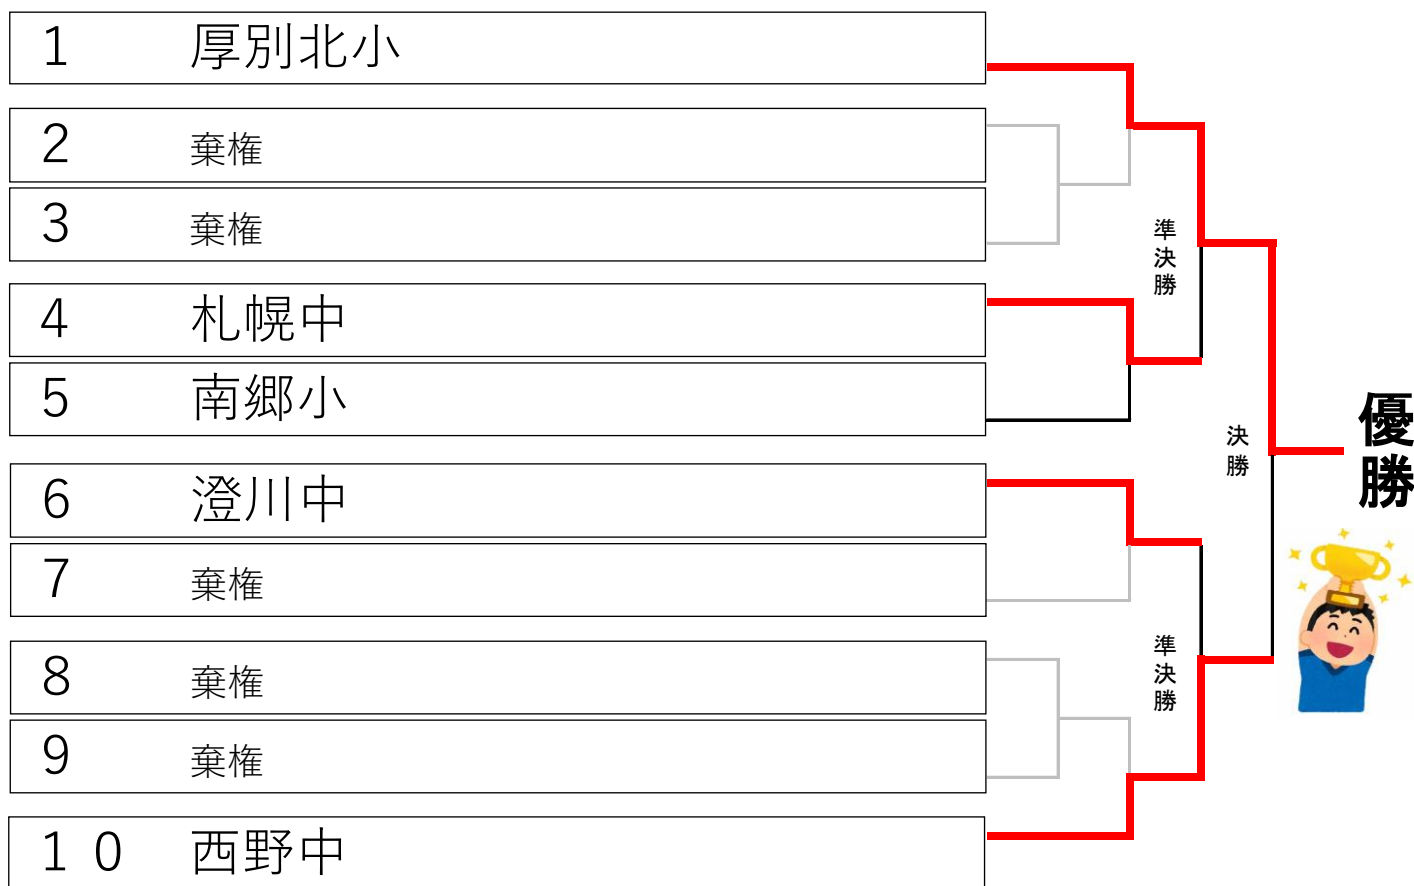 1 厚別北小
2 棄権
3 棄権
4 札幌中
5 南郷小
6 澄川中
7 棄権
8 棄権
9 棄権
１０ 西野中
準決勝
準決勝
決勝
優勝